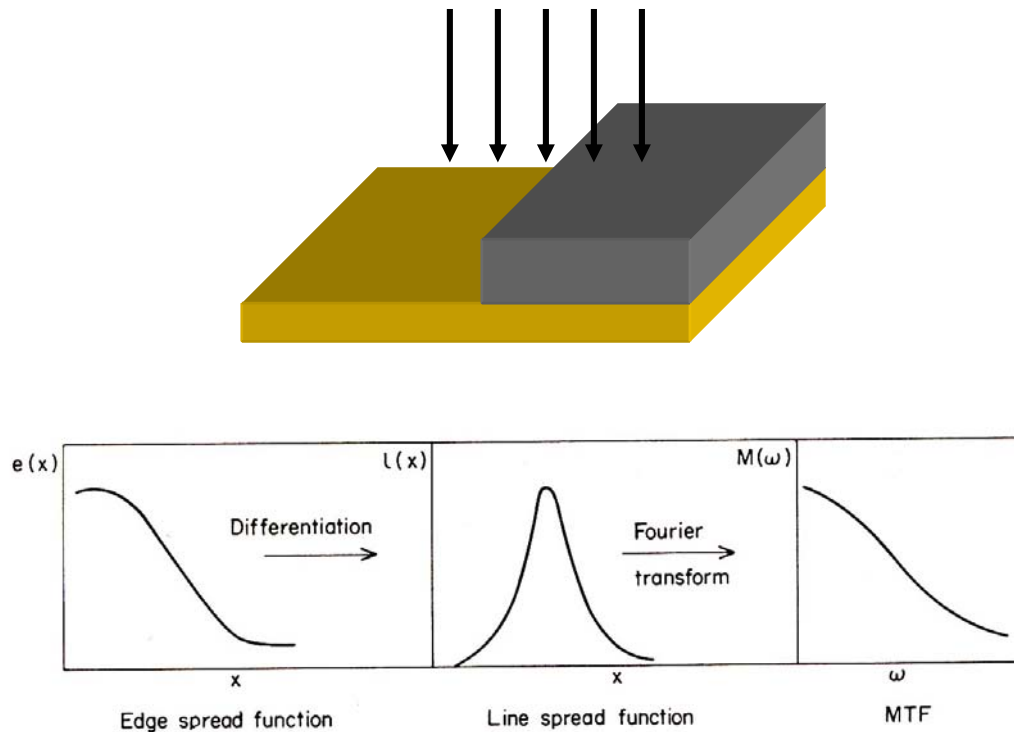 e(x)
Differentiation
x
Edge spread function
l(x)
Fourier
transform
x
Line spread function
M(ω)
ω
MTF